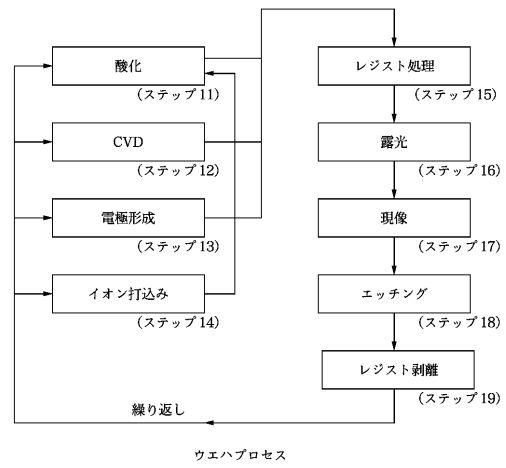 酸化
(ステップ11)
CVD
(ステップ12)
電極形成
(ステップ13)
イオン打込み
(ステップ14)
レジスト処理
(ステップ15)
露光
(ステップ16)
現像
(ステップ17)
エッチング
(ステップ18)
レジスト剥離
(ステップ19)
繰り返し
ウエハプロセス